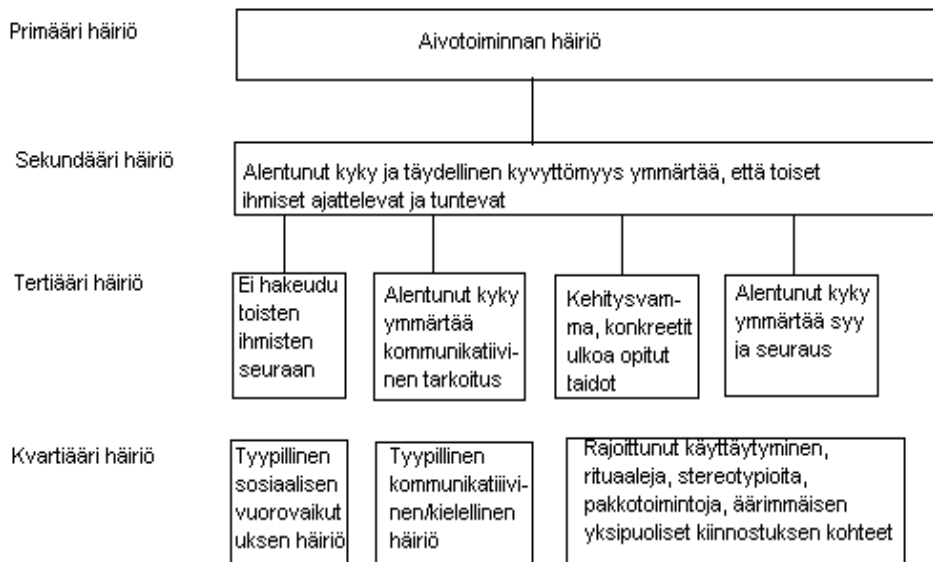 Primääri häiriö
Aivotoiminnan häiriö
Sekundääri häiriö
Alentunut kyky ja täydellinen kyvyttömyys ymmärtää, että toiset
ihmiset ajattelevat ja tuntevat
Tertiääri häiriö
Ei hakeudu
toisten
ihmisten
seuraan
Alentunut kyky
ymmärtää
kommunikatiivi-
nen tarkoitus
Kehitysvam-
ma, konkreetit
ulkoa opitut
taidot
Alentunut kyky
ymmärtää syy
ja seuraus
Kvartiääri häiriö
Tyypillinen
sosiaalisen
vuorovaikut
uksen häiriö
Tyypillinen
kommunikatiiivi-
nen/kielellinen
häiriö
Rajoittunut käyttäytyminen,
rituaaleja, stereotypioita,
pakkotoimintoja, äärimmäisen
yksipuoliset kiinnostuksen kohteet